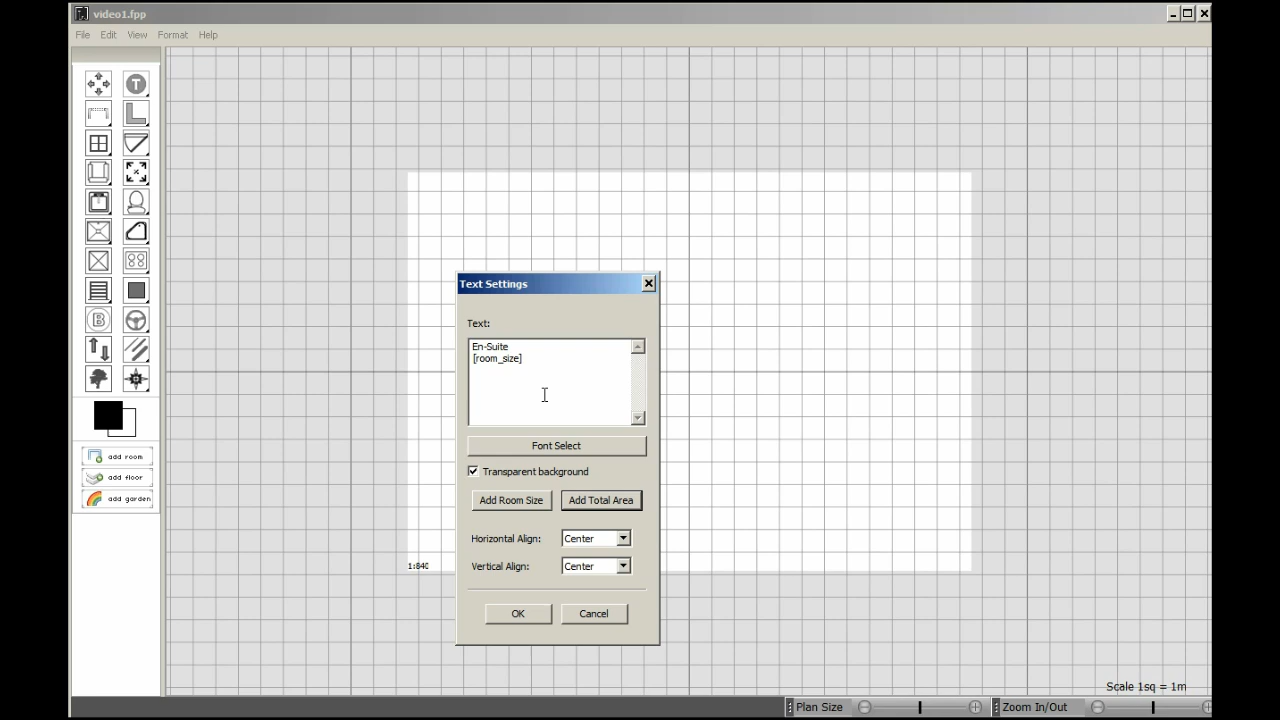 video1.fpp
File Edit View Format Help
T
B
add room
add floor
add garden
Text Settings
Text:
En-Suite
[room_size]
Font Select
Transparent background
Add Room Size
Add Total Area
Horizontal Align: Center
Vertical Align: Center
OK
Cancel
1:840
Scale 1sq = 1m
Plan Size
Zoom In/Out